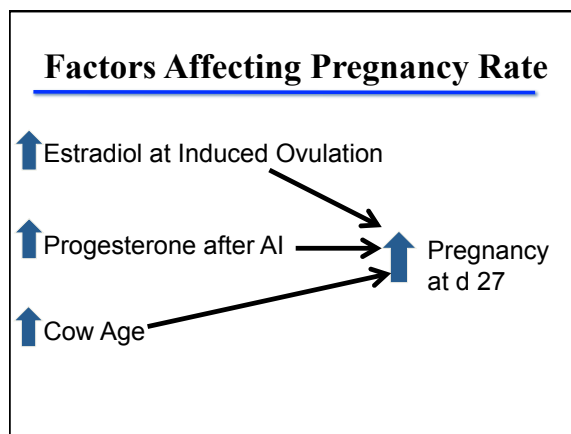 Factors Affecting Pregnancy Rate
Estradiol at Induced Ovulation
Progesterone after AI
Pregnancy
at d 27
Cow Age